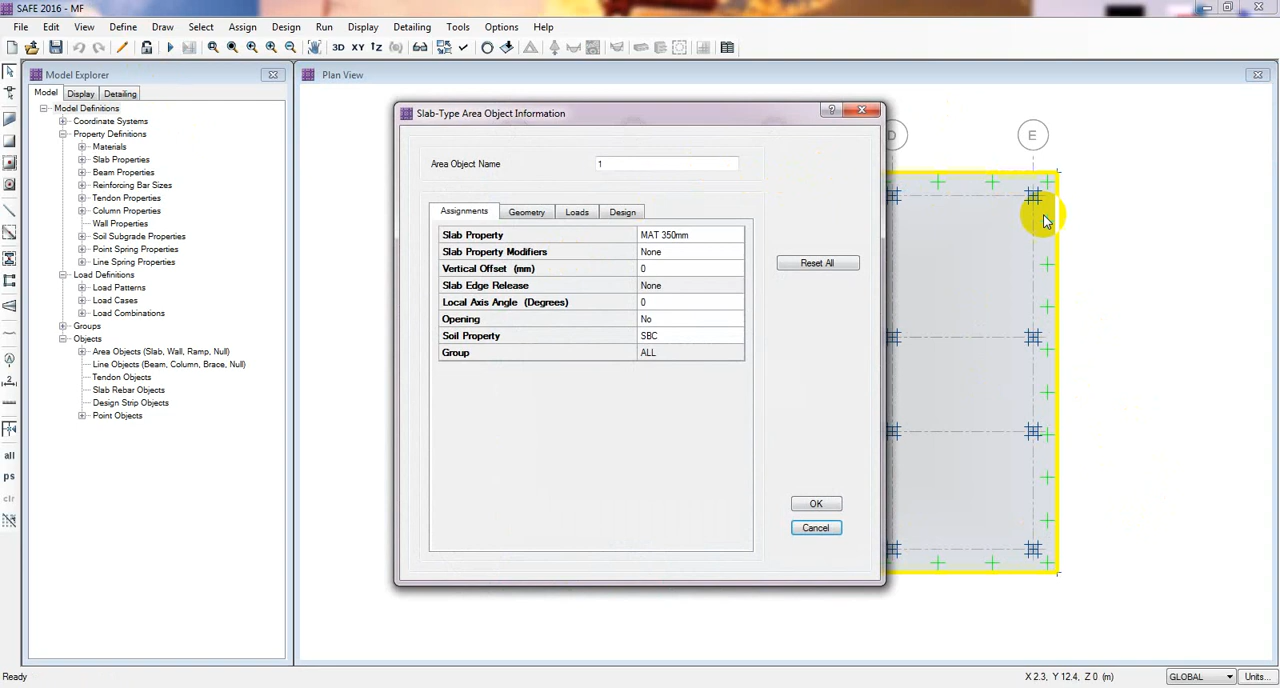 SAFE 2016 - MF
File Edit View Define Draw Select Assign Design Run Display Detailing Tools Options Help
3D XY
Model Explorer
Plan View
Model Display Detailing
Model Definitions
Coordinate Systems
Property Definitions
Materials
Slab Properties
Beam Properties
Reinforcing Bar Sizes
Tendon Properties
Column Properties
Wall Properties
Soil Subgrade Properties
Point Spring Properties
Line Spring Properties
Load Definitions
Load Patterns
Load Cases
Load Combinations
Groups
Objects
Area Objects (Slab, Wall, Ramp, Null)
Line Objects (Beam, Column, Brace, Null)
Tendon Objects
Slab Rebar Objects
Design Strip Objects
Point Objects
all
ps
clr
Slab-Type Area Object Information
Area Object Name 1
Assignments Geometry Loads Design
Slab Property MAT 350mm
Slab Property Modifiers None
Vertical Offset (mm) 0
Slab Edge Release None
Local Axis Angle (Degrees) 0
Opening No
Soil Property SBC
Group ALL
Reset All
OK
Cancel
D E
Ready
X 2.3, Y 12.4, Z 0 (m)
GLOBAL
Units...